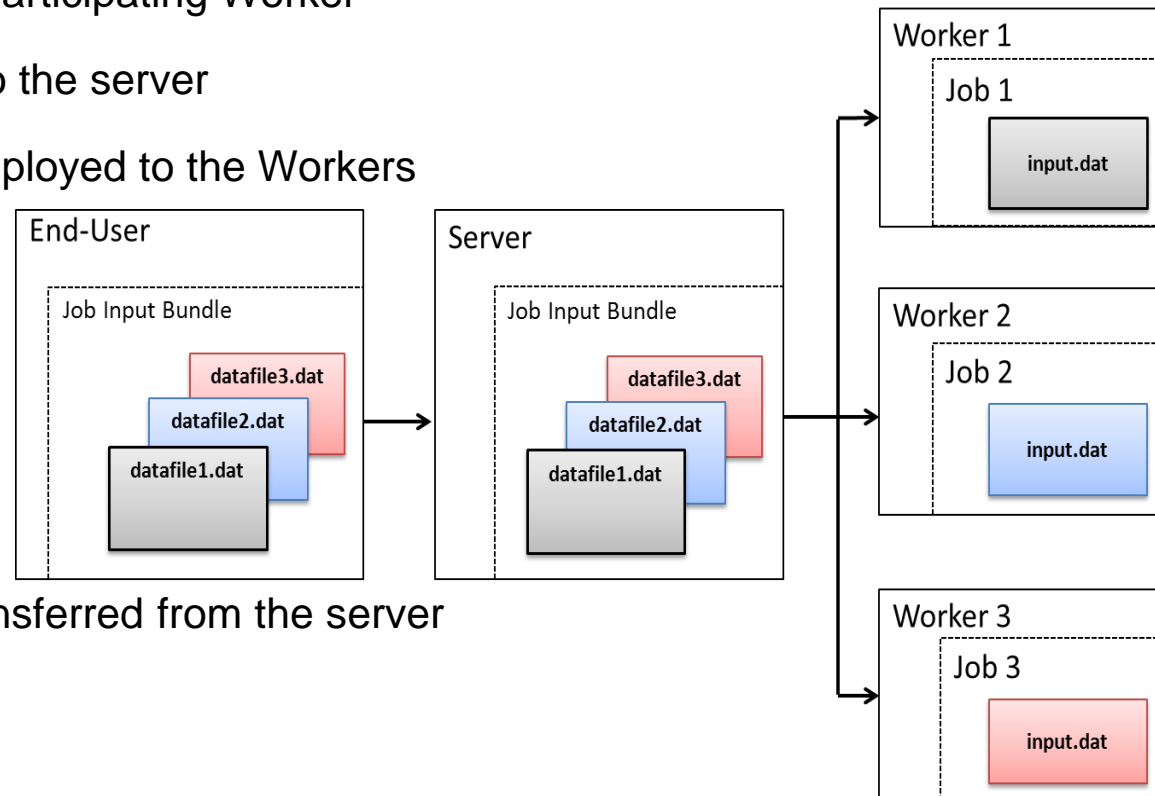 articipating Worker
o the server
ployed to the Workers
End-User
Job Input Bundle
datafile3.dat
datafile2.dat
datafile1.dat
Server
Job Input Bundle
datafile3.dat
datafile2.dat
datafile1.dat
nsferred from the server
Worker 1
Job 1
input.dat
Worker 2
Job 2
input.dat
Worker 3
Job 3
input.dat